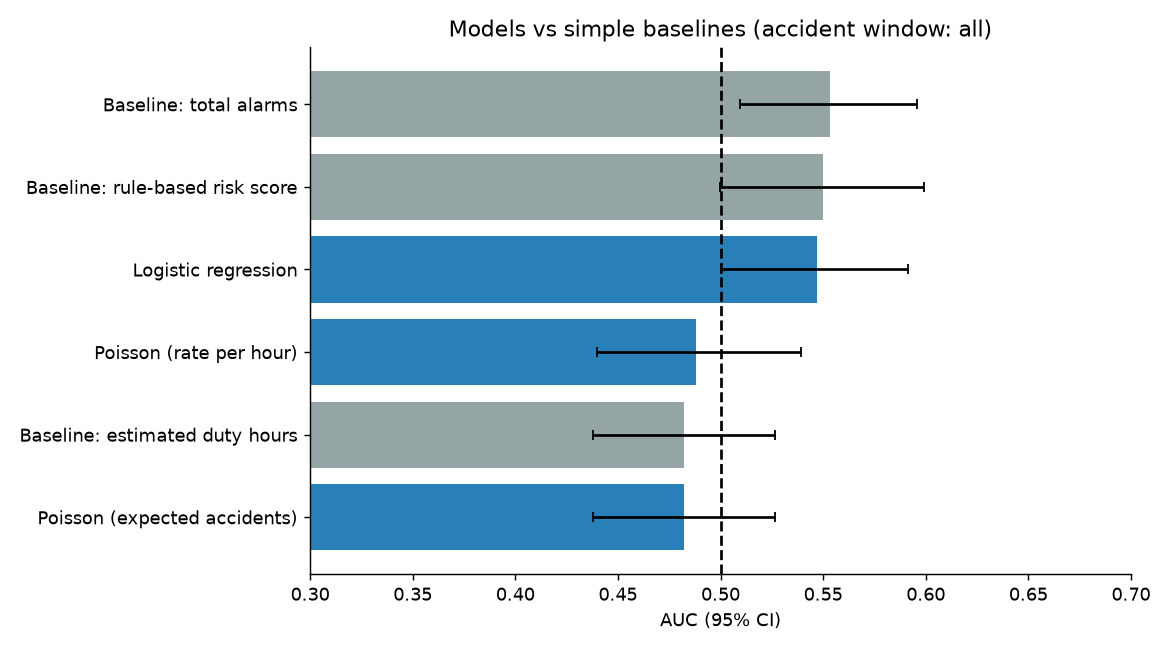 Models vs simple baselines (accident window: all)
Baseline: total alarms
Baseline: rule-based risk score
Logistic regression
Poisson (rate per hour)
Baseline: estimated duty hours
Poisson (expected accidents)
0.30 0.35 0.40 0.45 0.50 0.55 0.60 0.65 0.70
AUC (95% CI)